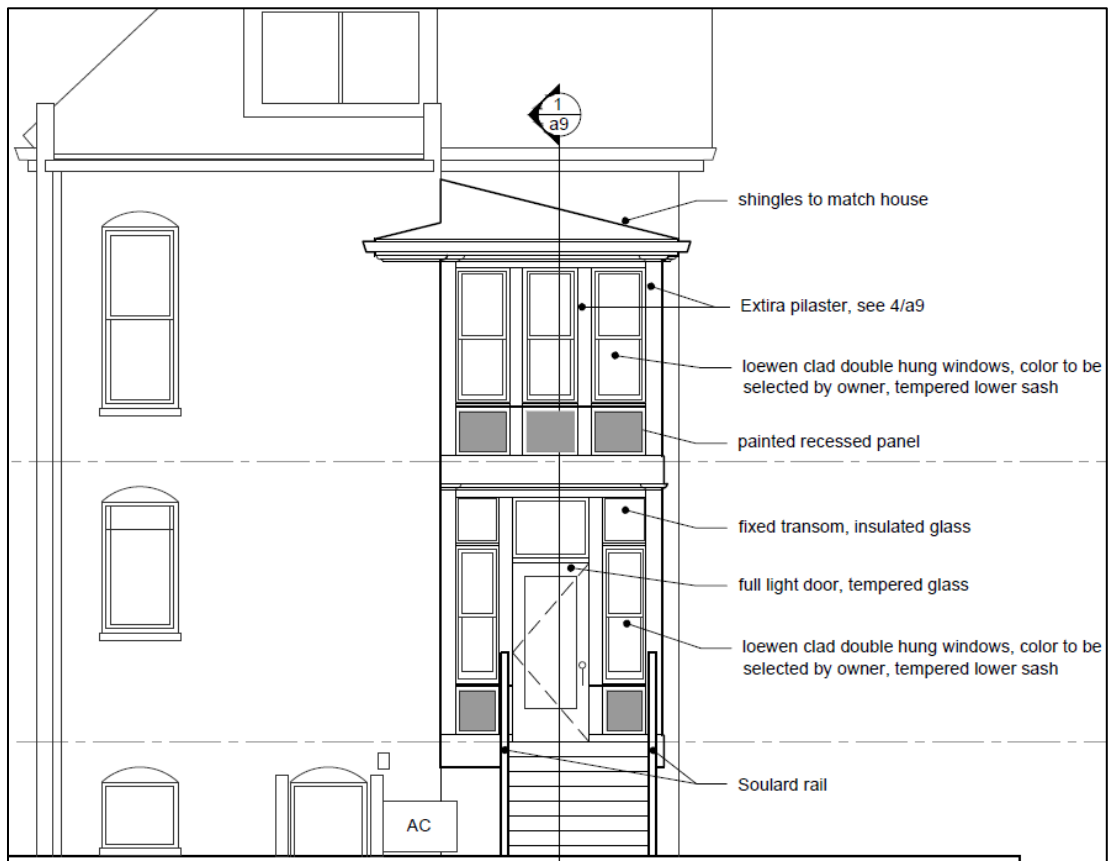 1
a9
shingles to match house
Extira pilaster, see 4/a9
loewen clad double hung windows, color to be
selected by owner, tempered lower sash
painted recessed panel
fixed transom, insulated glass
full light door, tempered glass
loewen clad double hung windows, color to be
selected by owner, tempered lower sash
Soulard rail
AC